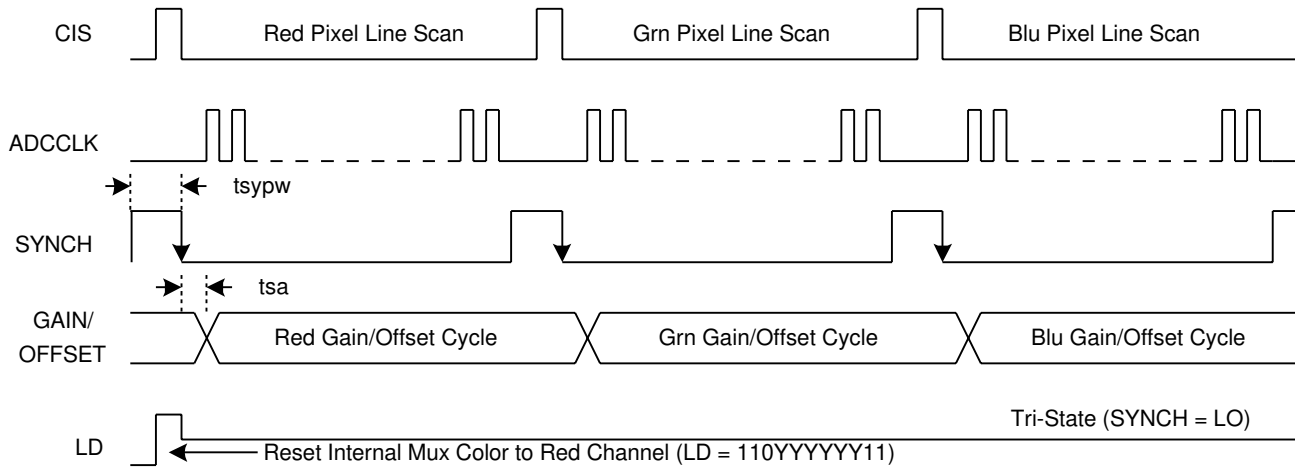 CIS
Red Pixel Line Scan
Grn Pixel Line Scan
Blu Pixel Line Scan
ADCCLK
tsypw
SYNCH
tsa
GAIN/
OFFSET
Red Gain/Offset Cycle
Grn Gain/Offset Cycle
Blu Gain/Offset Cycle
Tri-State (SYNCH = LO)
LD
Reset Internal Mux Color to Red Channel (LD = 110YYYYYY11)